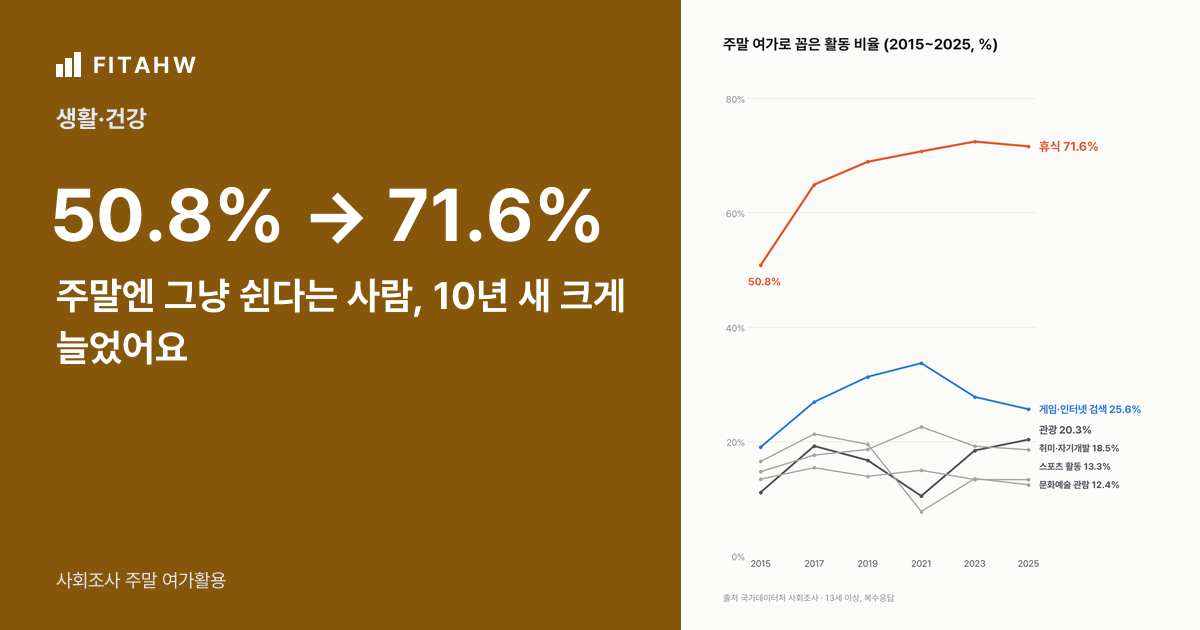 FITAHW
생활·건강
50.8% → 71.6%
주말엔 그냥 쉰다는 사람, 10년 새 크게
늘었어요
사회조사 주말 여가활용
주말 여가로 꼽은 활동 비율 (2015~2025, %)
80%
휴식 71.6%
60%
50.8%
40%
게임·인터넷 검색 25.6%
관광 20.3%
20%
취미·자기개발 18.5%
스포츠 활동 13.3%
문화예술 관람 12.4%
0%
2015 2017 2019 2021 2023 2025
출처 국가데이터처 사회조사 · 13세 이상, 복수응답